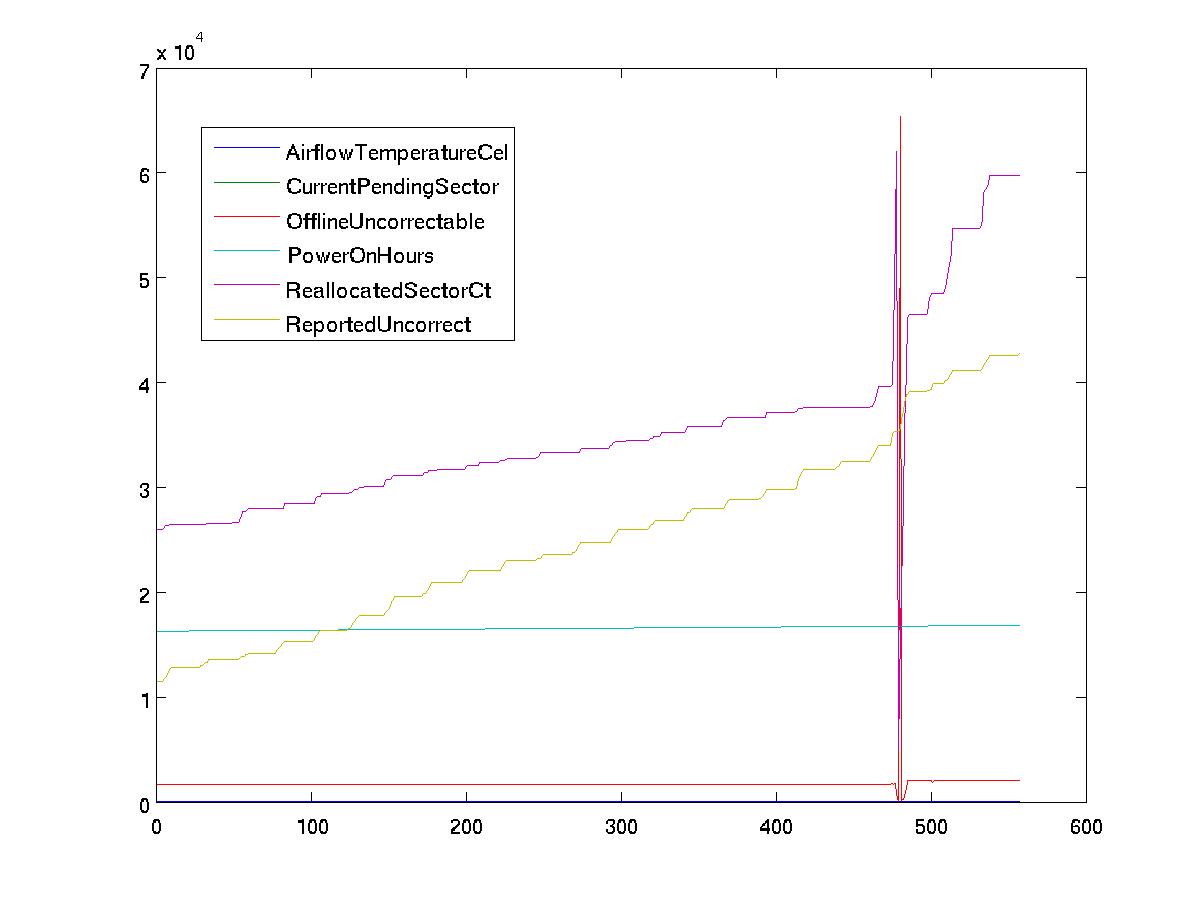 x 10^4
7
6
5
4
3
2
1
0
AirflowTemperatureCel
CurrentPendingSector
OfflineUncorrectable
PowerOnHours
ReallocatedSectorCt
ReportedUncorrect
0 100 200 300 400 500 600